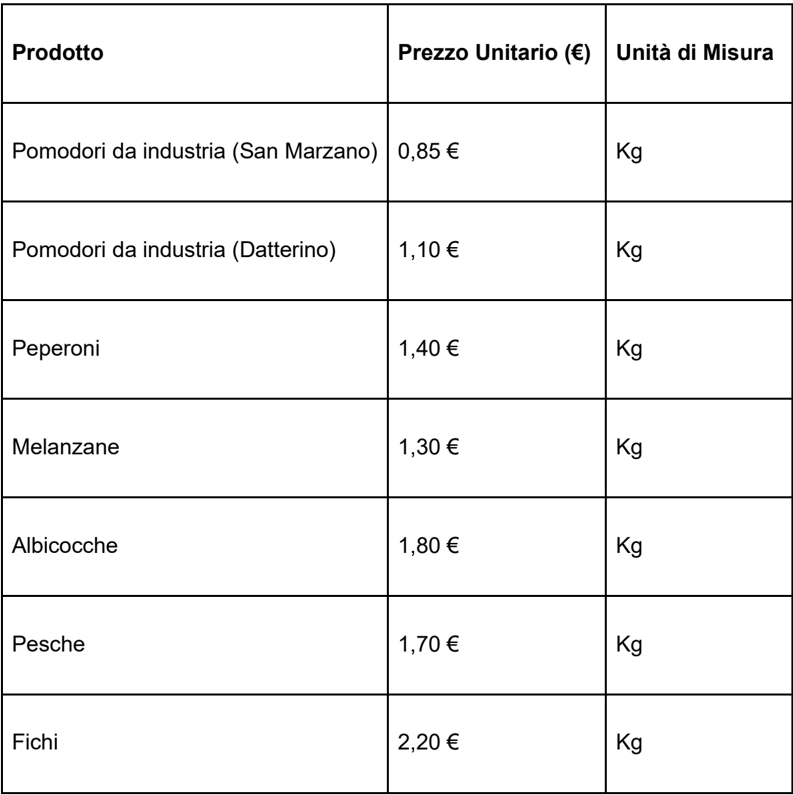 Prodotto Prezzo Unitario (€) Unità di Misura
Pomodori da industria (San Marzano) 0,85 € Kg
Pomodori da industria (Datterino) 1,10 € Kg
Peperoni 1,40 € Kg
Melanzane 1,30 € Kg
Albicocche 1,80 € Kg
Pesche 1,70 € Kg
Fichi 2,20 € Kg